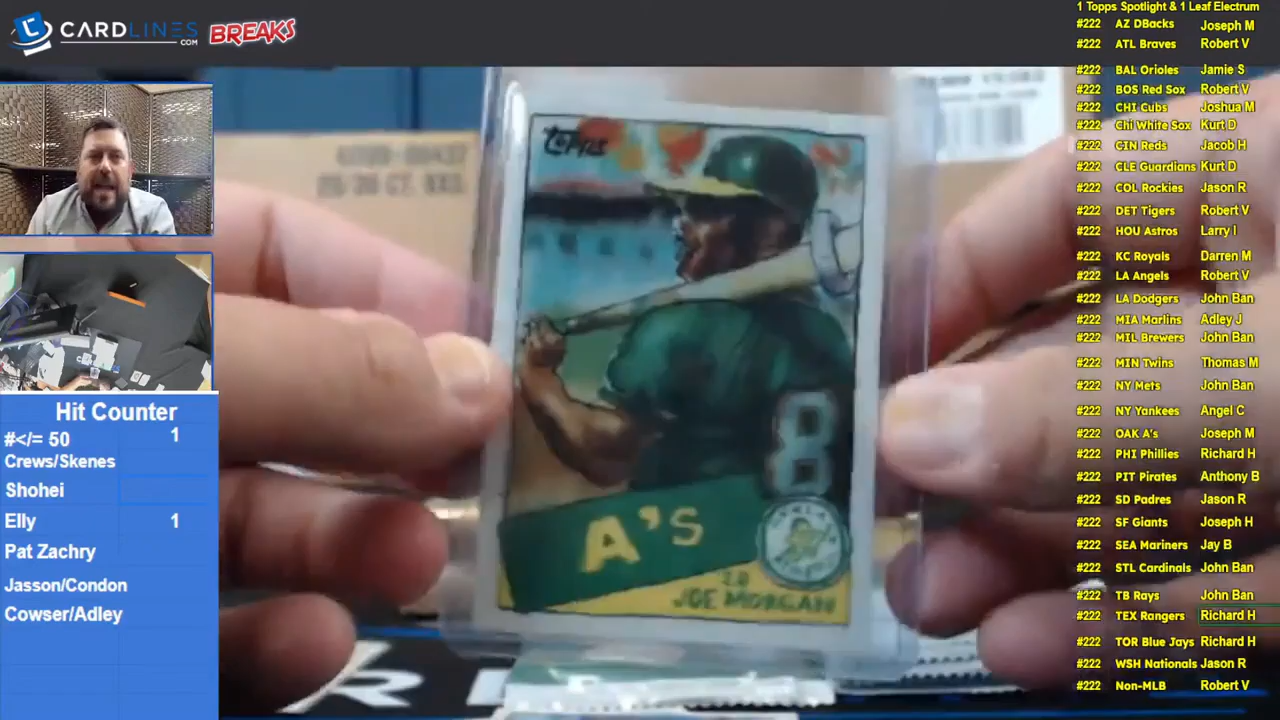 CARDLINES
.COM
BREAKS
Topps
8
A's
2B
JOE MORGAN
Hit Counter
#</= 50 1
Crews/Skenes
Shohei
Elly 1
Pat Zachry
Jasson/Condon
Cowser/Adley
1 Topps Spotlight & 1 Leaf Electrum
#222 AZ DBacks Joseph M
#222 ATL Braves Robert V
#222 BAL Orioles Jamie S
#222 BOS Red Sox Robert V
#222 CHI Cubs Joshua M
#222 Chi White Sox Kurt D
#222 CIN Reds Jacob H
#222 CLE Guardians Kurt D
#222 COL Rockies Jason R
#222 DET Tigers Robert V
#222 HOU Astros Larry I
#222 KC Royals Darren M
#222 LA Angels Robert V
#222 LA Dodgers John Ban
#222 MIA Marlins Adley J
#222 MIL Brewers John Ban
#222 MIN Twins Thomas M
#222 NY Mets John Ban
#222 NY Yankees Angel C
#222 OAK A's Joseph M
#222 PHI Phillies Richard H
#222 PIT Pirates Anthony B
#222 SD Padres Jason R
#222 SF Giants Joseph H
#222 SEA Mariners Jay B
#222 STL Cardinals John Ban
#222 TB Rays John Ban
#222 TEX Rangers Richard H
#222 TOR Blue Jays Richard H
#222 WSH Nationals Jason R
#222 Non-MLB Robert V